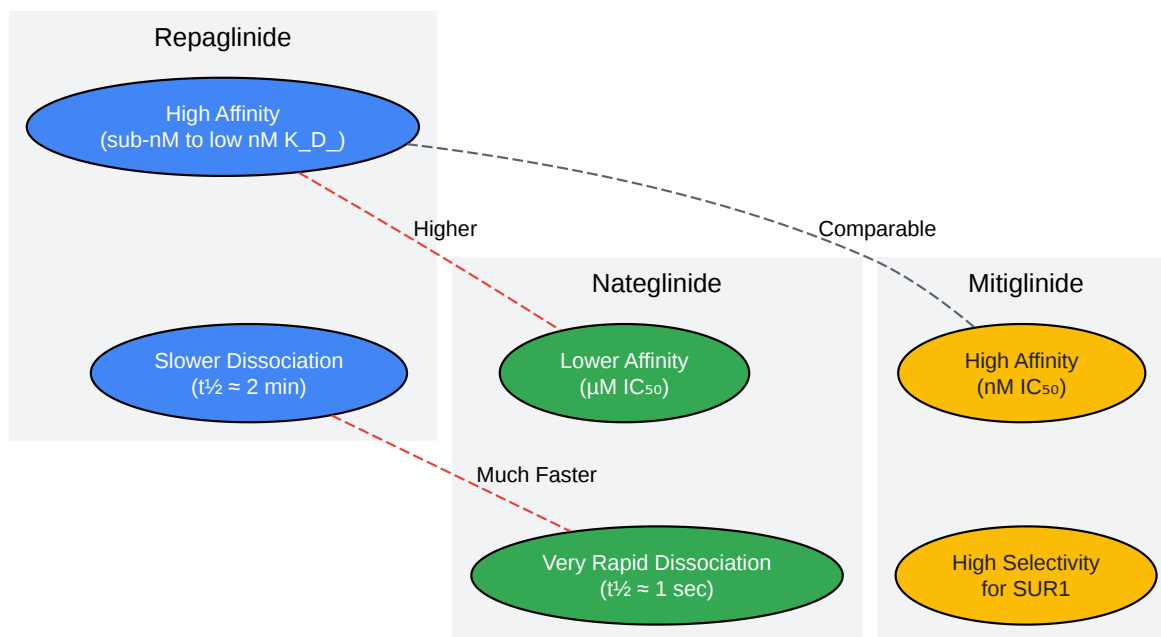 Repaglinide
High Affinity
(sub-nM to low nM K_D_)
Higher
Comparable
Nateglinide
Mitiglinide
Slower Dissociation
(t½ ≈ 2 min)
Lower Affinity
(µM IC₅₀)
High Affinity
(nM IC₅₀)
Much Faster
Very Rapid Dissociation
(t½ ≈ 1 sec)
High Selectivity
for SUR1